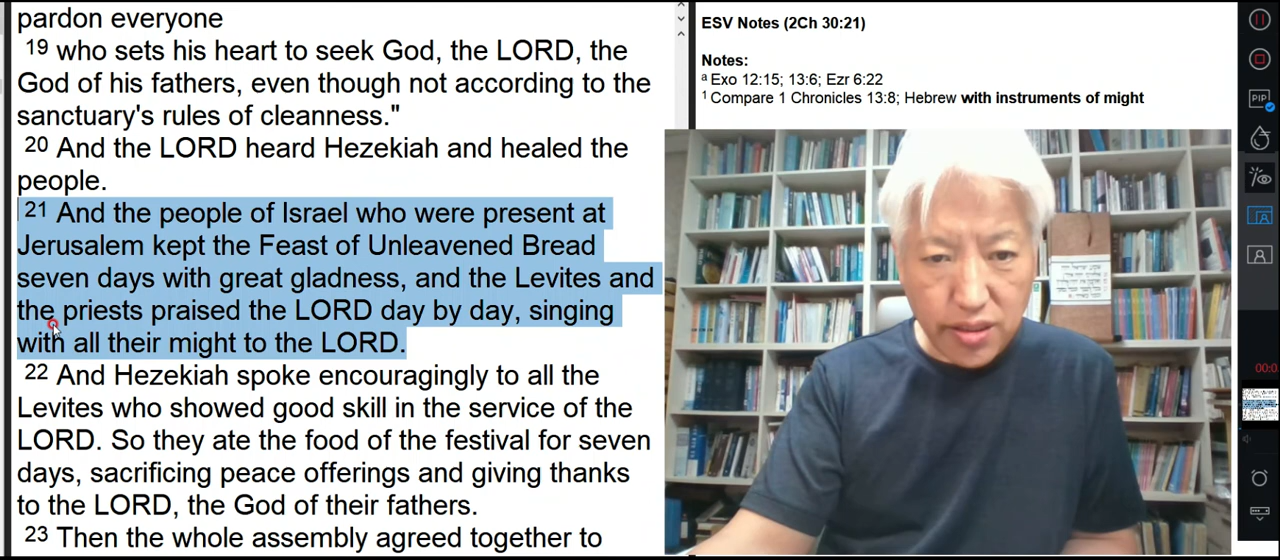 pardon everyone
19 who sets his heart to seek God, the LORD, the
God of his fathers, even though not according to the
sanctuary's rules of cleanness."
20 And the LORD heard Hezekiah and healed the
people.
21 And the people of Israel who were present at
Jerusalem kept the Feast of Unleavened Bread
seven days with great gladness, and the Levites and
the priests praised the LORD day by day, singing
with all their might to the LORD.
22 And Hezekiah spoke encouragingly to all the
Levites who showed good skill in the service of the
LORD. So they ate the food of the festival for seven
days, sacrificing peace offerings and giving thanks
to the LORD, the God of their fathers.
23 Then the whole assembly agreed together to
ESV Notes (2Ch 30:21)
Notes:
a Exo 12:15; 13:6; Ezr 6:22
1 Compare 1 Chronicles 13:8; Hebrew with instruments of might
PIP
00:0